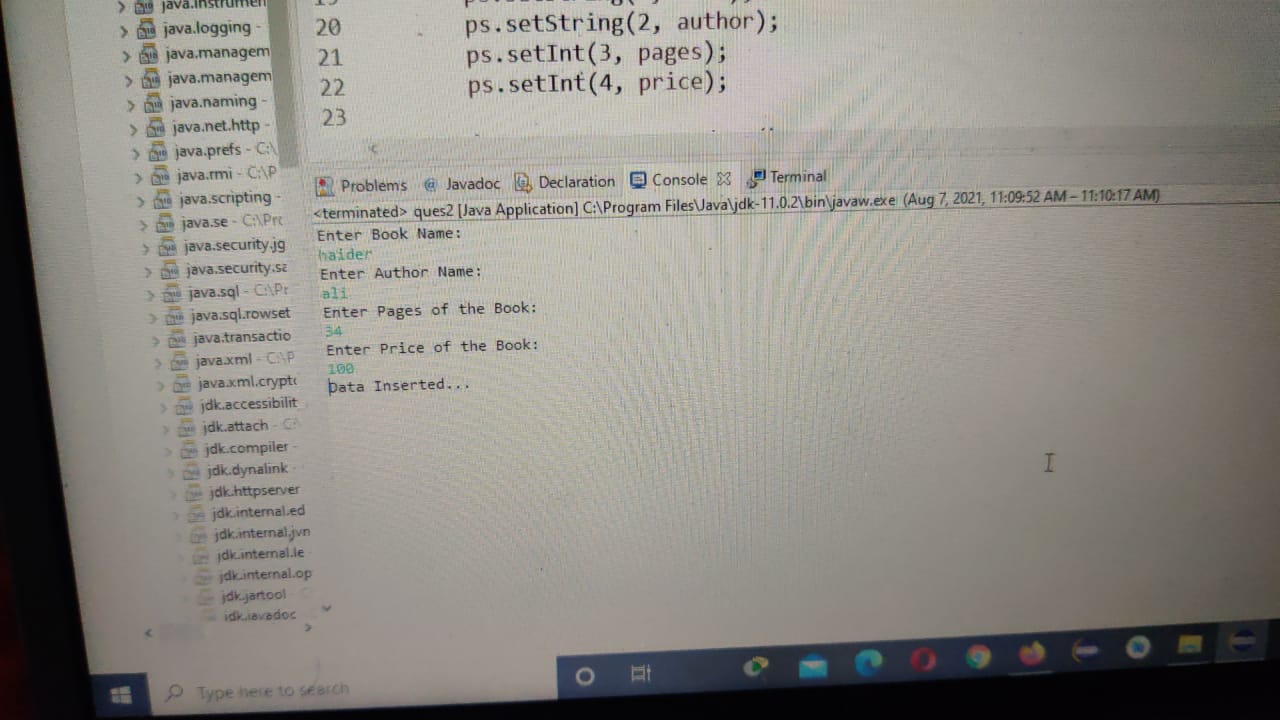 java.instrumen
java.logging -
java.managem
java.managem
java.naming -
java.net.http -
java.prefs - C:\
java.rmi - C:\P
java.scripting -
java.se - C:\Prc
java.security.jg
java.security.sa
java.sql - C:\Pr
java.sql.rowset
java.transactio
java.xml - C:\P
java.xml.crypto
jdk.accessibilit
jdk.attach - C:\
jdk.compiler -
jdk.dynalink -
jdk.httpserver
jdk.internal.ed
jdk.internal.jvn
jdk.internal.le
jdk.internal.op
jdk.jartool
jdk.javadoc
20 ps.setString(2, author);
21 ps.setInt(3, pages);
22 ps.setInt(4, price);
23
Problems @ Javadoc Declaration Console Terminal
<terminated> ques2 [Java Application] C:\Program Files\Java\jdk-11.0.2\bin\javaw.exe (Aug 7, 2021, 11:09:52 AM – 11:10:17 AM)
Enter Book Name:
haider
Enter Author Name:
ali
Enter Pages of the Book:
34
Enter Price of the Book:
100
Data Inserted...
Type here to search